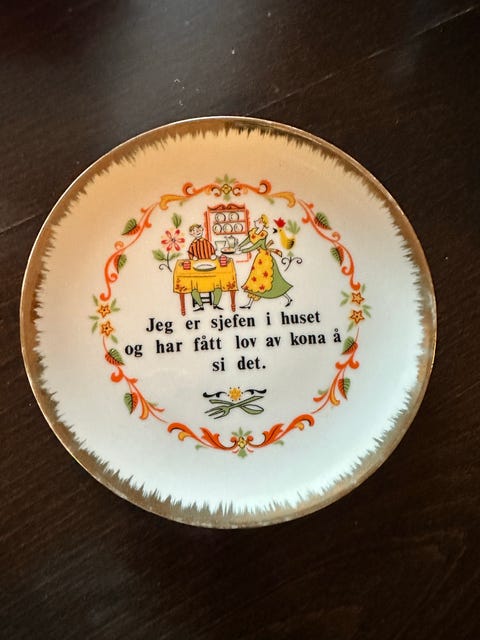 Jeg er sjefen i huset
og har fått lov av kona å
si det.